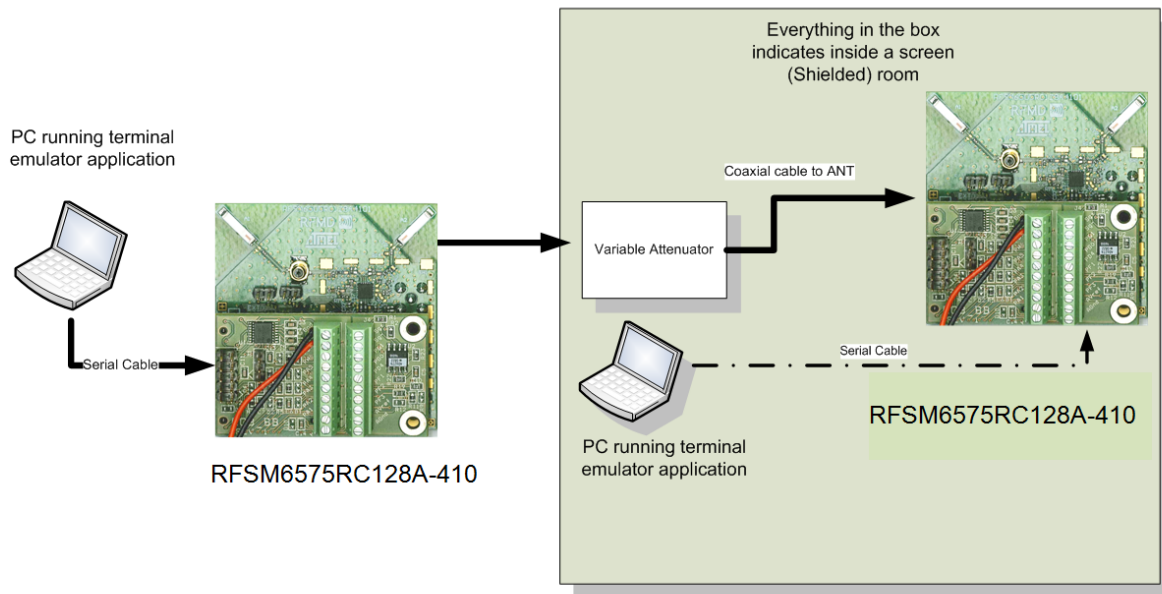 Everything in the box
indicates inside a screen
(Shielded) room
PC running terminal
emulator application
Coaxial cable to ANT
Variable Attenuator
Serial Cable
Serial Cable
RFSM6575RC128A-410
PC running terminal
emulator application
RFSM6575RC128A-410